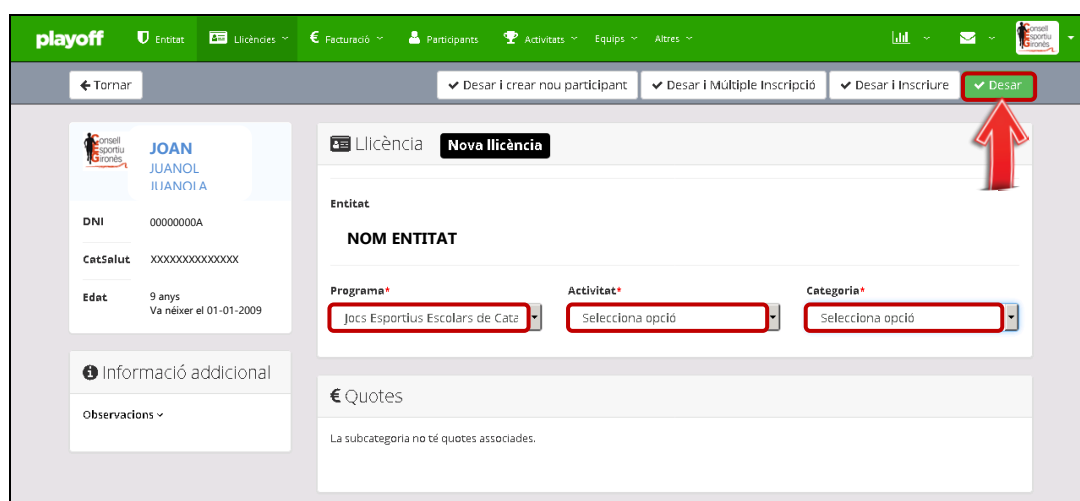 playoff Entitat Llicències Facturació Participants Activitats Equips Altres Consell Esportiu Gironès
Tornar Desar i crear nou participant Desar i Múltiple Inscripció Desar i Inscriure Desar
Consell Esportiu Gironès
JOAN
JUANOL
JUANOLA
DNI 00000000A
CatSalut XXXXXXXXXXXXXX
Edat 9 anys
Va néixer el 01-01-2009
Informació addicional
Observacions
Llicència Nova llicència
Entitat
NOM ENTITAT
Programa* Activitat* Categoria*
Jocs Esportius Escolars de Cata Selecciona opció Selecciona opció
€ Quotes
La subcategoria no té quotes associades.